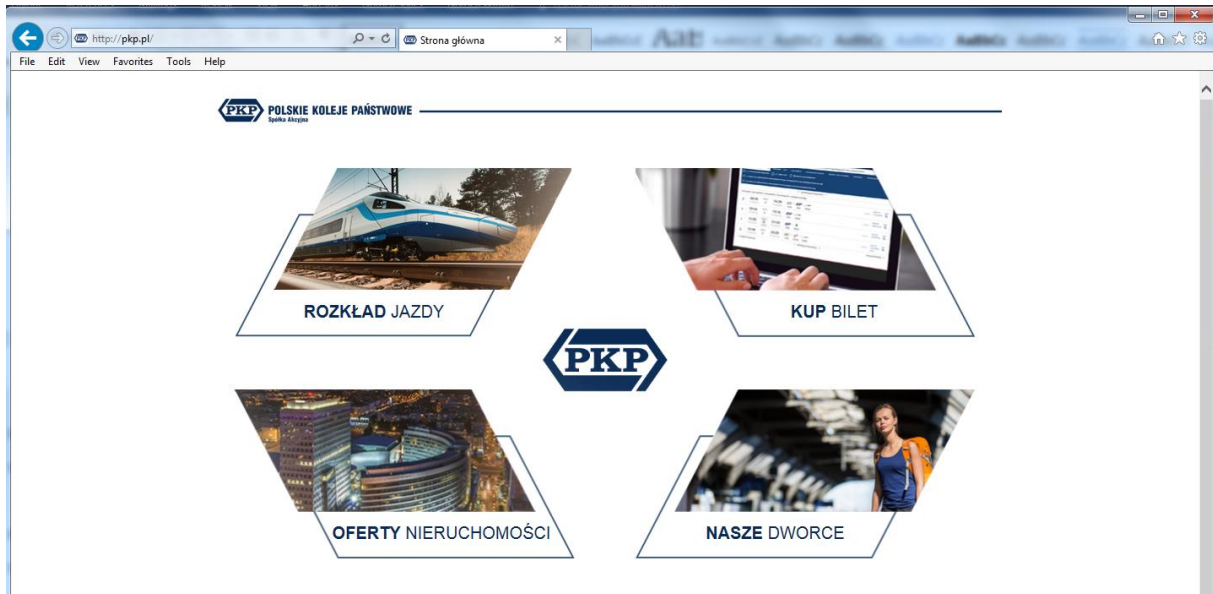 http://pkp.pl/
Strona główna
File Edit View Favorites Tools Help
PKP POLSKIE KOLEJE PAŃSTWOWE
Spółka Akcyjna
ROZKŁAD JAZDY
KUP BILET
PKP
OFERTY NIERUCHOMOŚCI
NASZE DWORCE